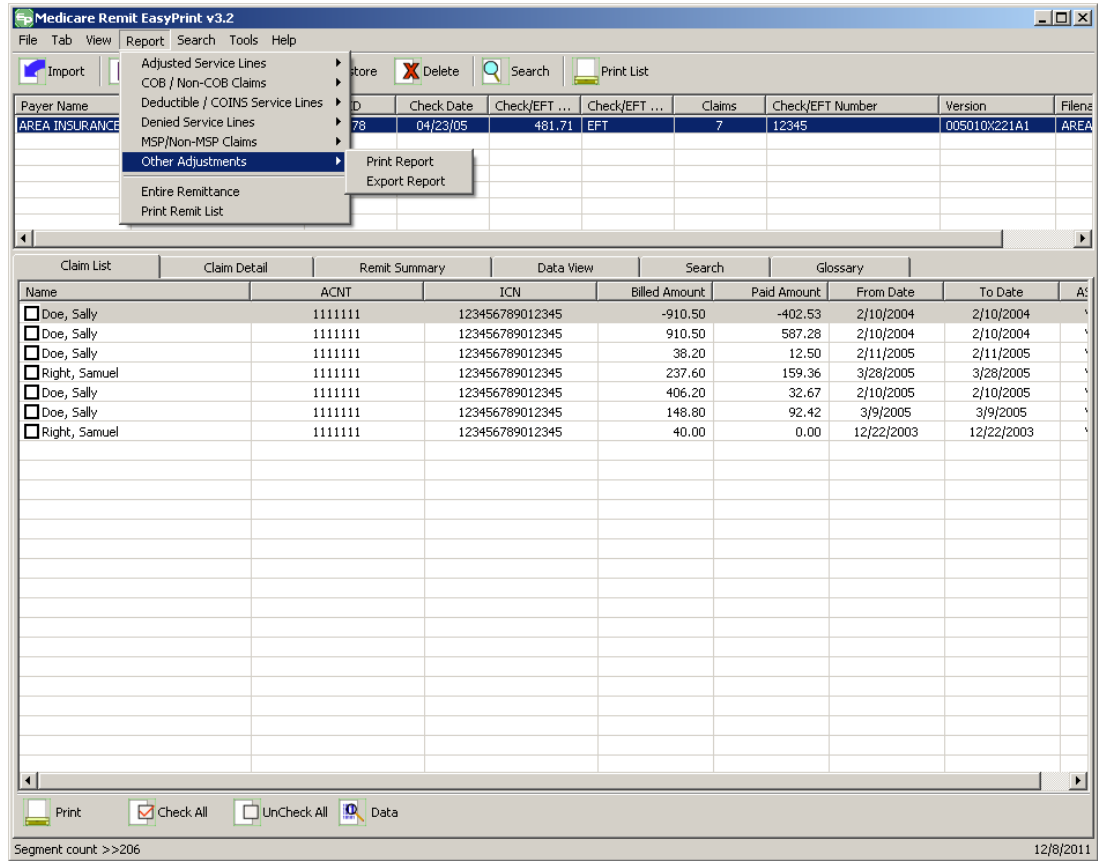 Medicare Remit EasyPrint v3.2
File Tab View Report Search Tools Help
Import store Delete Search Print List
Adjusted Service Lines
COB / Non-COB Claims
Deductible / COINS Service Lines
Denied Service Lines
MSP/Non-MSP Claims
Other Adjustments
Entire Remittance
Print Remit List
Print Report
Export Report
Payer Name D Check Date Check/EFT ... Check/EFT ... Claims Check/EFT Number Version Filena
AREA INSURANCE 78 04/23/05 481.71 EFT 7 12345 005010X221A1 AREA
Claim List Claim Detail Remit Summary Data View Search Glossary
Name ACNT ICN Billed Amount Paid Amount From Date To Date AS
Doe, Sally 1111111 123456789012345 -910.50 -402.53 2/10/2004 2/10/2004
Doe, Sally 1111111 123456789012345 910.50 587.28 2/10/2004 2/10/2004
Doe, Sally 1111111 123456789012345 38.20 12.50 2/11/2005 2/11/2005
Right, Samuel 1111111 123456789012345 237.60 159.36 3/28/2005 3/28/2005
Doe, Sally 1111111 123456789012345 406.20 32.67 2/10/2005 2/10/2005
Doe, Sally 1111111 123456789012345 148.80 92.42 3/9/2005 3/9/2005
Right, Samuel 1111111 123456789012345 40.00 0.00 12/22/2003 12/22/2003
Print Check All UnCheck All Data
Segment count >>206 12/8/2011